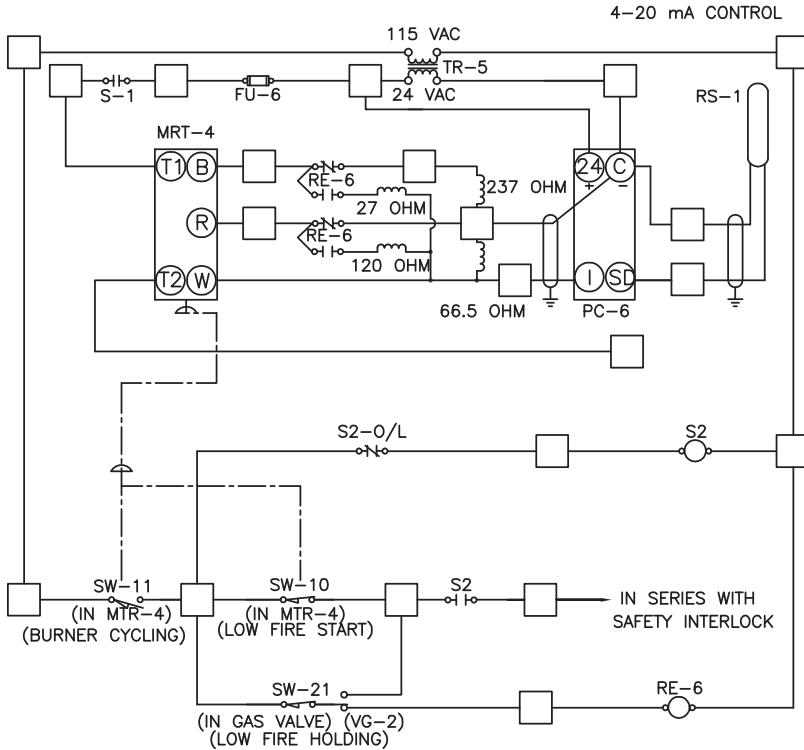 4-20 mA CONTROL
115 VAC
TR-5
S-1
FU-6
24 VAC
RS-1
MRT-4
T1 B
RE-6
24
+
C
-
237 OHM
27 OHM
R
RE-6
120 OHM
T2 W
I SD
66.5 OHM
PC-6
S2-O/L
S2
SW-11
(IN MTR-4)
(BURNER CYCLING)
SW-10
(IN MTR-4)
(LOW FIRE START)
S2
IN SERIES WITH
SAFETY INTERLOCK
SW-21
(IN GAS VALVE) (VG-2)
(LOW FIRE HOLDING)
RE-6